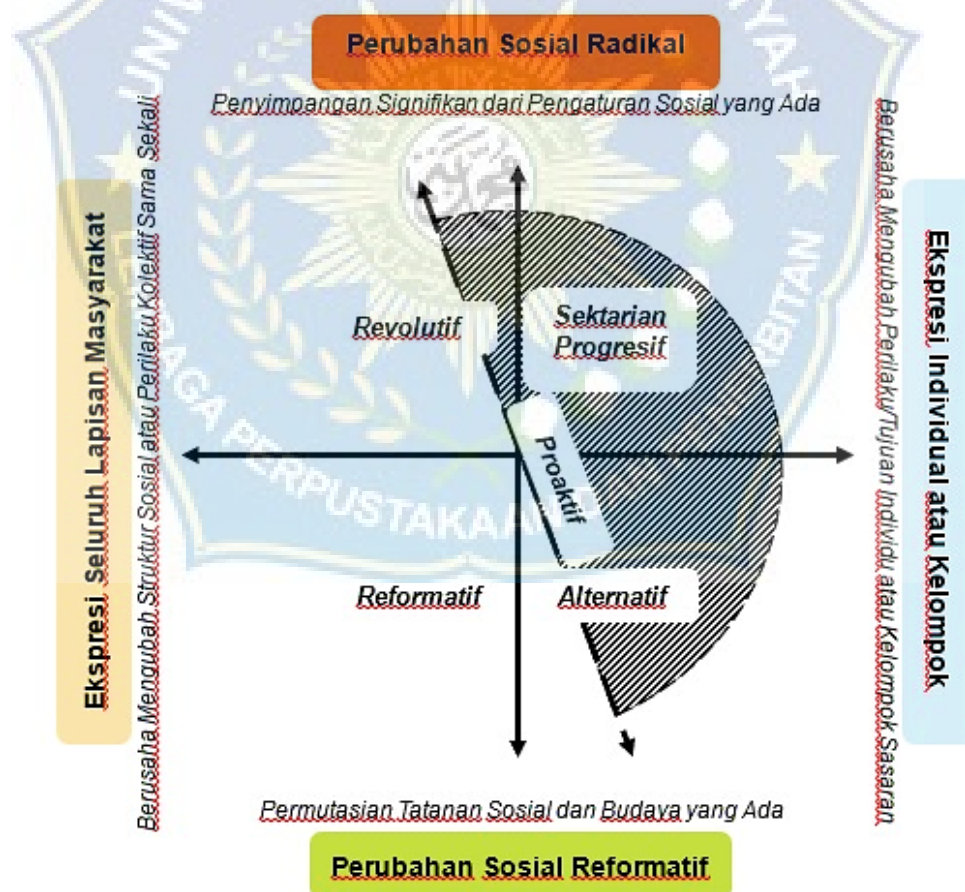 Perubahan Sosial Radikal
Penyimpangan Signifikan dari Pengaturan Sosial yang Ada
Ekspresi Seluruh Lapisan Masyarakat
Berusaha Mengubah Struktur Sosial atau Perilaku Kolektif Sama Sekali
Revolutif
Sektarian
Progresif
Proaktif
Reformatif
Alternatif
Berusaha Mengubah Perilaku/Tujuan Individu atau Kelompok Sasaran
Ekspresi Individual atau Kelompok
Permutasian Tatanan Sosial dan Budaya yang Ada
Perubahan Sosial Reformatif
PERPUSTAKAA